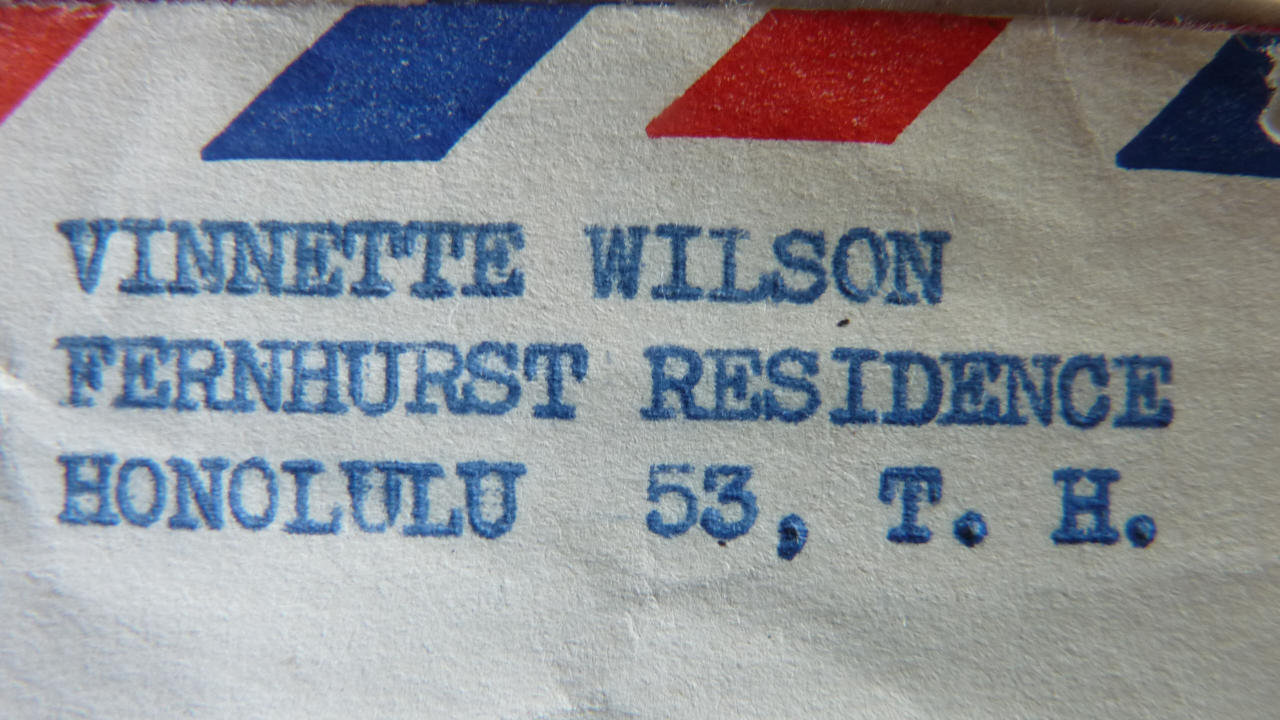 VINNETTE WILSON
FERNHURST RESIDENCE
HONOLULU 53, T. H.